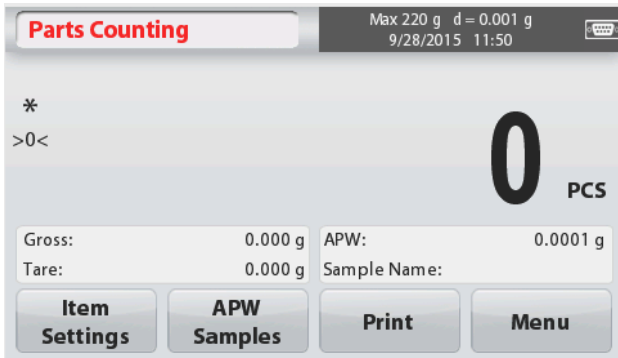 Parts Counting
Max 220 g d = 0.001 g
9/28/2015 11:50
*
>0<
0
PCS
Gross: 0.000 g APW: 0.0001 g
Tare: 0.000 g Sample Name:
Item Settings
APW Samples
Print
Menu